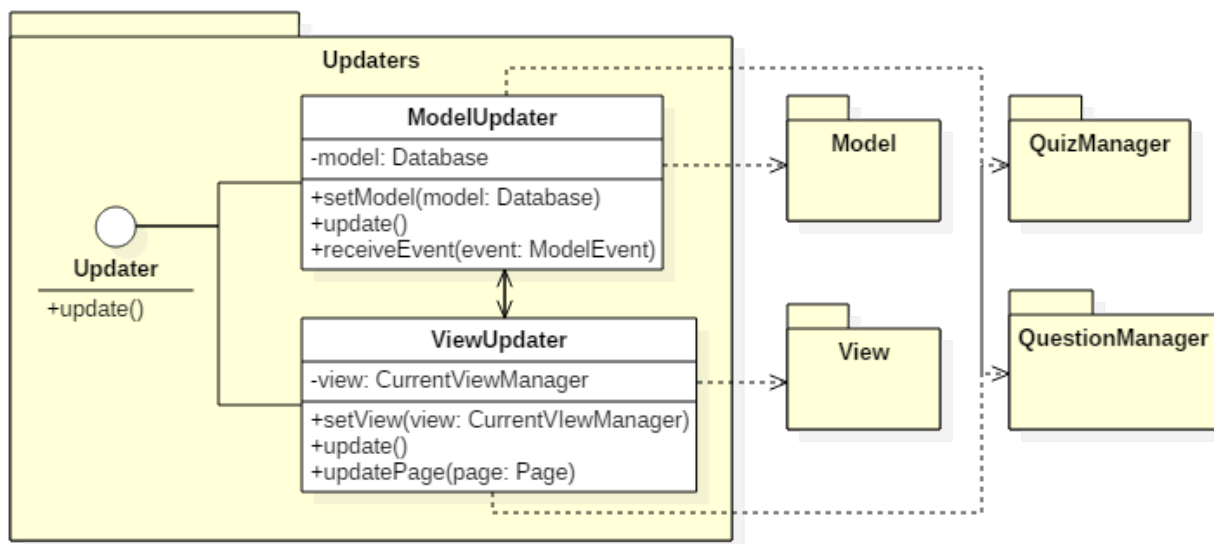 Updaters
ModelUpdater
-model: Database
+setModel(model: Database)
+update()
+receiveEvent(event: ModelEvent)
Updater
+update()
ViewUpdater
-view: CurrentViewManager
+setView(view: CurrentVIewManager)
+update()
+updatePage(page: Page)
Model
QuizManager
View
QuestionManager